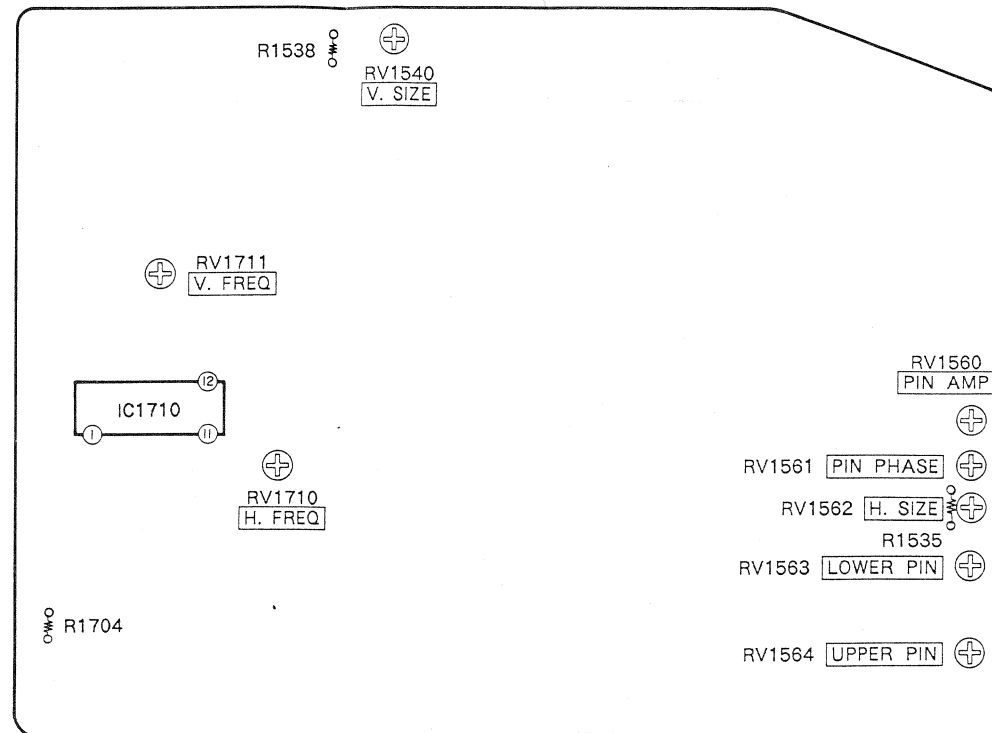 R1538
RV1540
V. SIZE
RV1711
V. FREQ
RV1560
PIN AMP
12
IC1710
1
11
RV1561 PIN PHASE
RV1710
H. FREQ
RV1562 H. SIZE
R1535
RV1563 LOWER PIN
R1704
RV1564 UPPER PIN